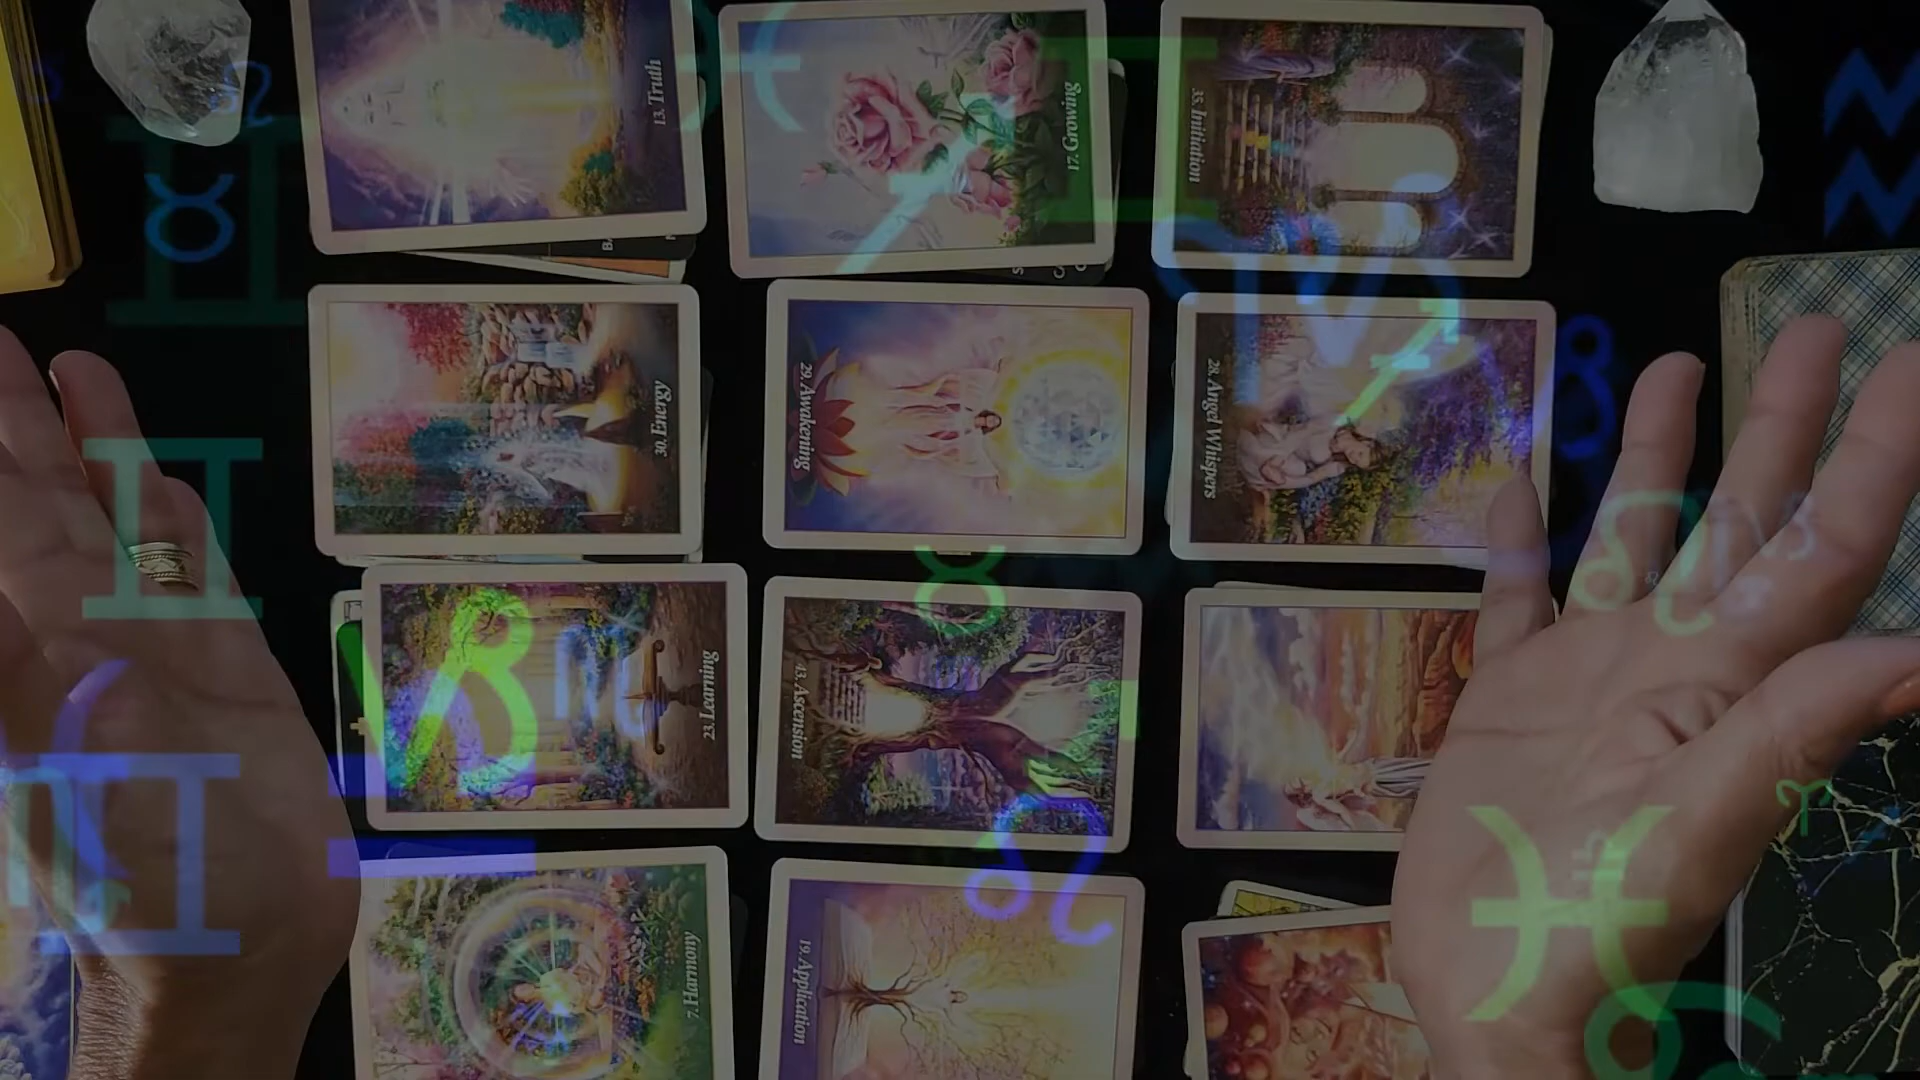 13. Truth
17. Growing
35. Initiation
30. Energy
29. Awakening
28. Angel Whispers
23. Learning
43. Ascension
7. Harmony
19. Application